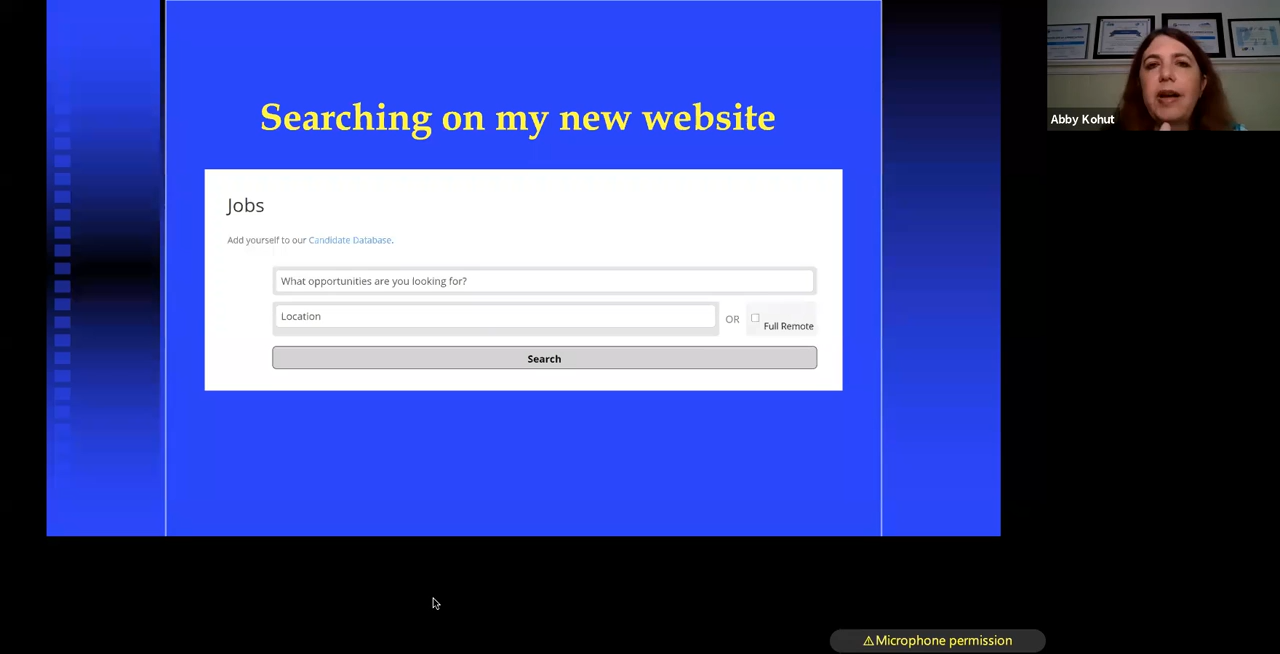 Searching on my new website
Jobs
Add yourself to our Candidate Database.
What opportunities are you looking for?
Location
OR
Full Remote
Search
Abby Kohut
⚠Microphone permission